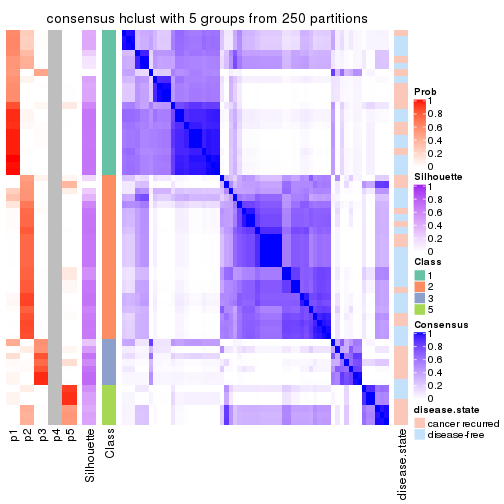 consensus hclust with 5 groups from 250 partitions
Prob
1
0.8
0.6
0.4
0.2
0
Silhouette
1
0.8
0.6
0.4
0.2
0
Class
1
2
3
5
Consensus
1
0.8
0.6
0.4
0.2
0
disease.state
cancer recurred
disease-free
p1
p2
p3
p4
p5
Silhouette
Class
disease.state